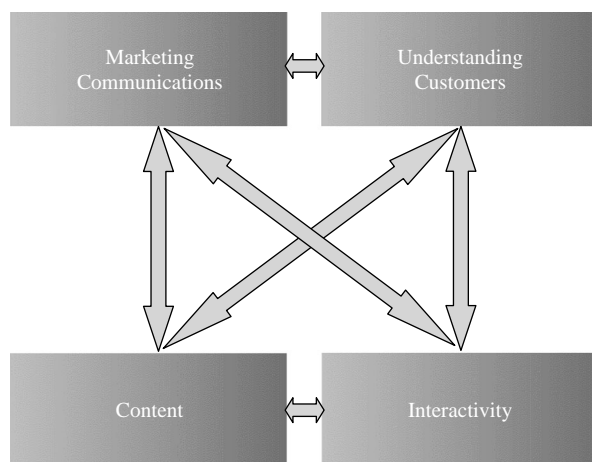 Marketing
Communications
Understanding
Customers
Content
Interactivity